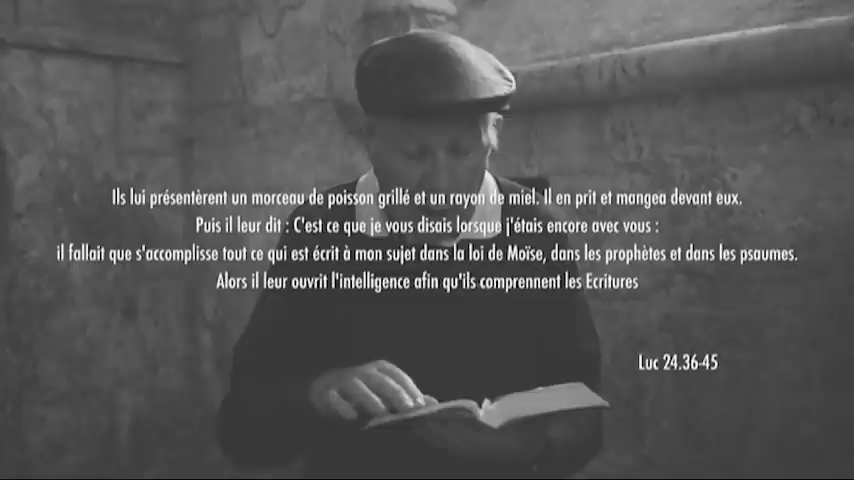 Ils lui présentèrent un morceau de poisson grillé et un rayon de miel. Il en prit et mangea devant eux.
Puis il leur dit : C'est ce que je vous disais lorsque j'étais encore avec vous :
il fallait que s'accomplisse tout ce qui est écrit à mon sujet dans la loi de Moïse, dans les prophètes et dans les psaumes.
Alors il leur ouvrit l'intelligence afin qu'ils comprennent les Ecritures
Luc 24.36-45